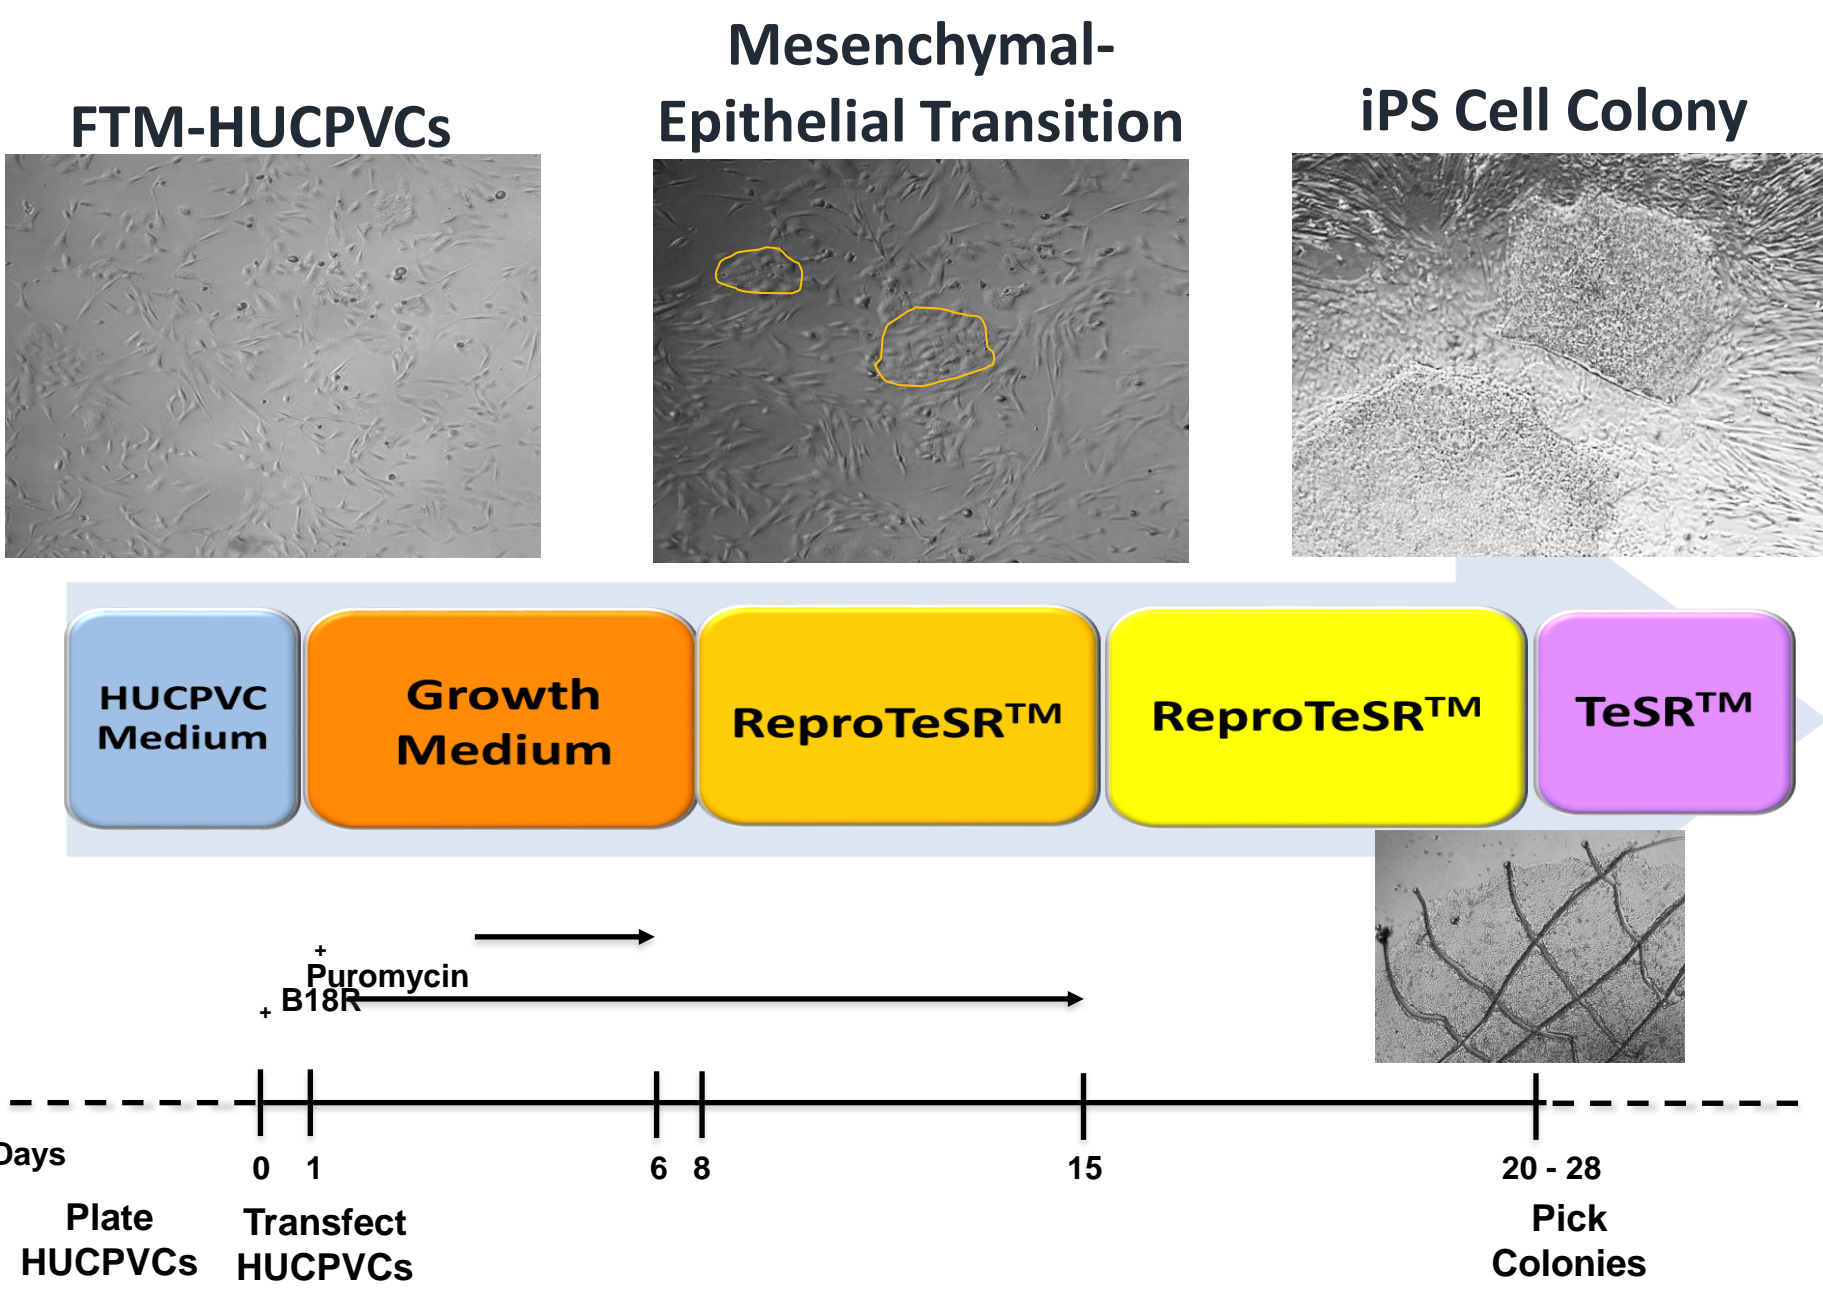 Mesenchymal-
Epithelial Transition
FTM-HUCPVCs
iPS Cell Colony
HUCPVC
Medium
Growth
Medium
ReproTeSR™
ReproTeSR™
TeSR™
+
Puromycin
+ B18R
Days
0 1 6 8 15 20 - 28
Plate
HUCPVCs
Transfect
HUCPVCs
Pick
Colonies